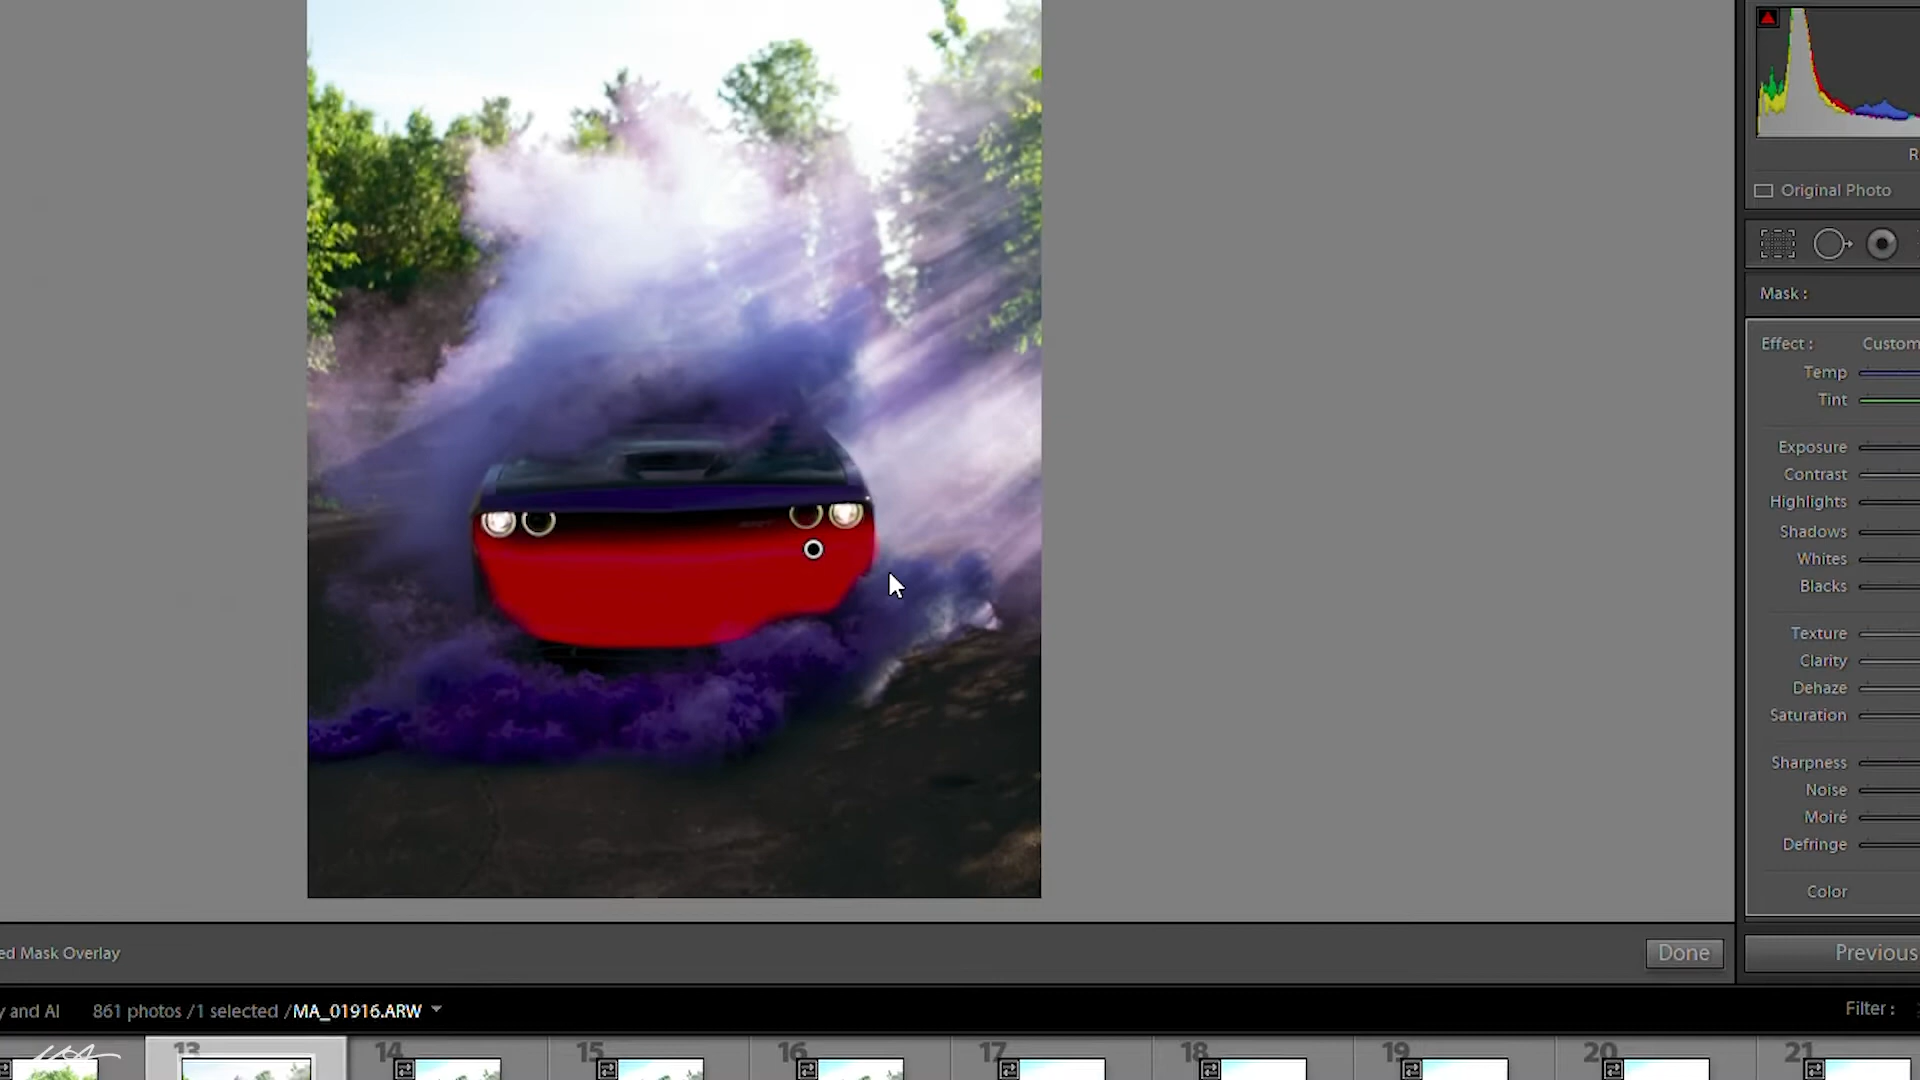 R
Original Photo
Mask :
Effect : Custom
Temp
Tint
Exposure
Contrast
Highlights
Shadows
Whites
Blacks
Texture
Clarity
Dehaze
Saturation
Sharpness
Noise
Moiré
Defringe
Color
ed Mask Overlay
Done
Previous
y and AI 861 photos / 1 selected / MA_01916.ARW
Filter :
13 14 15 16 17 18 19 20 21